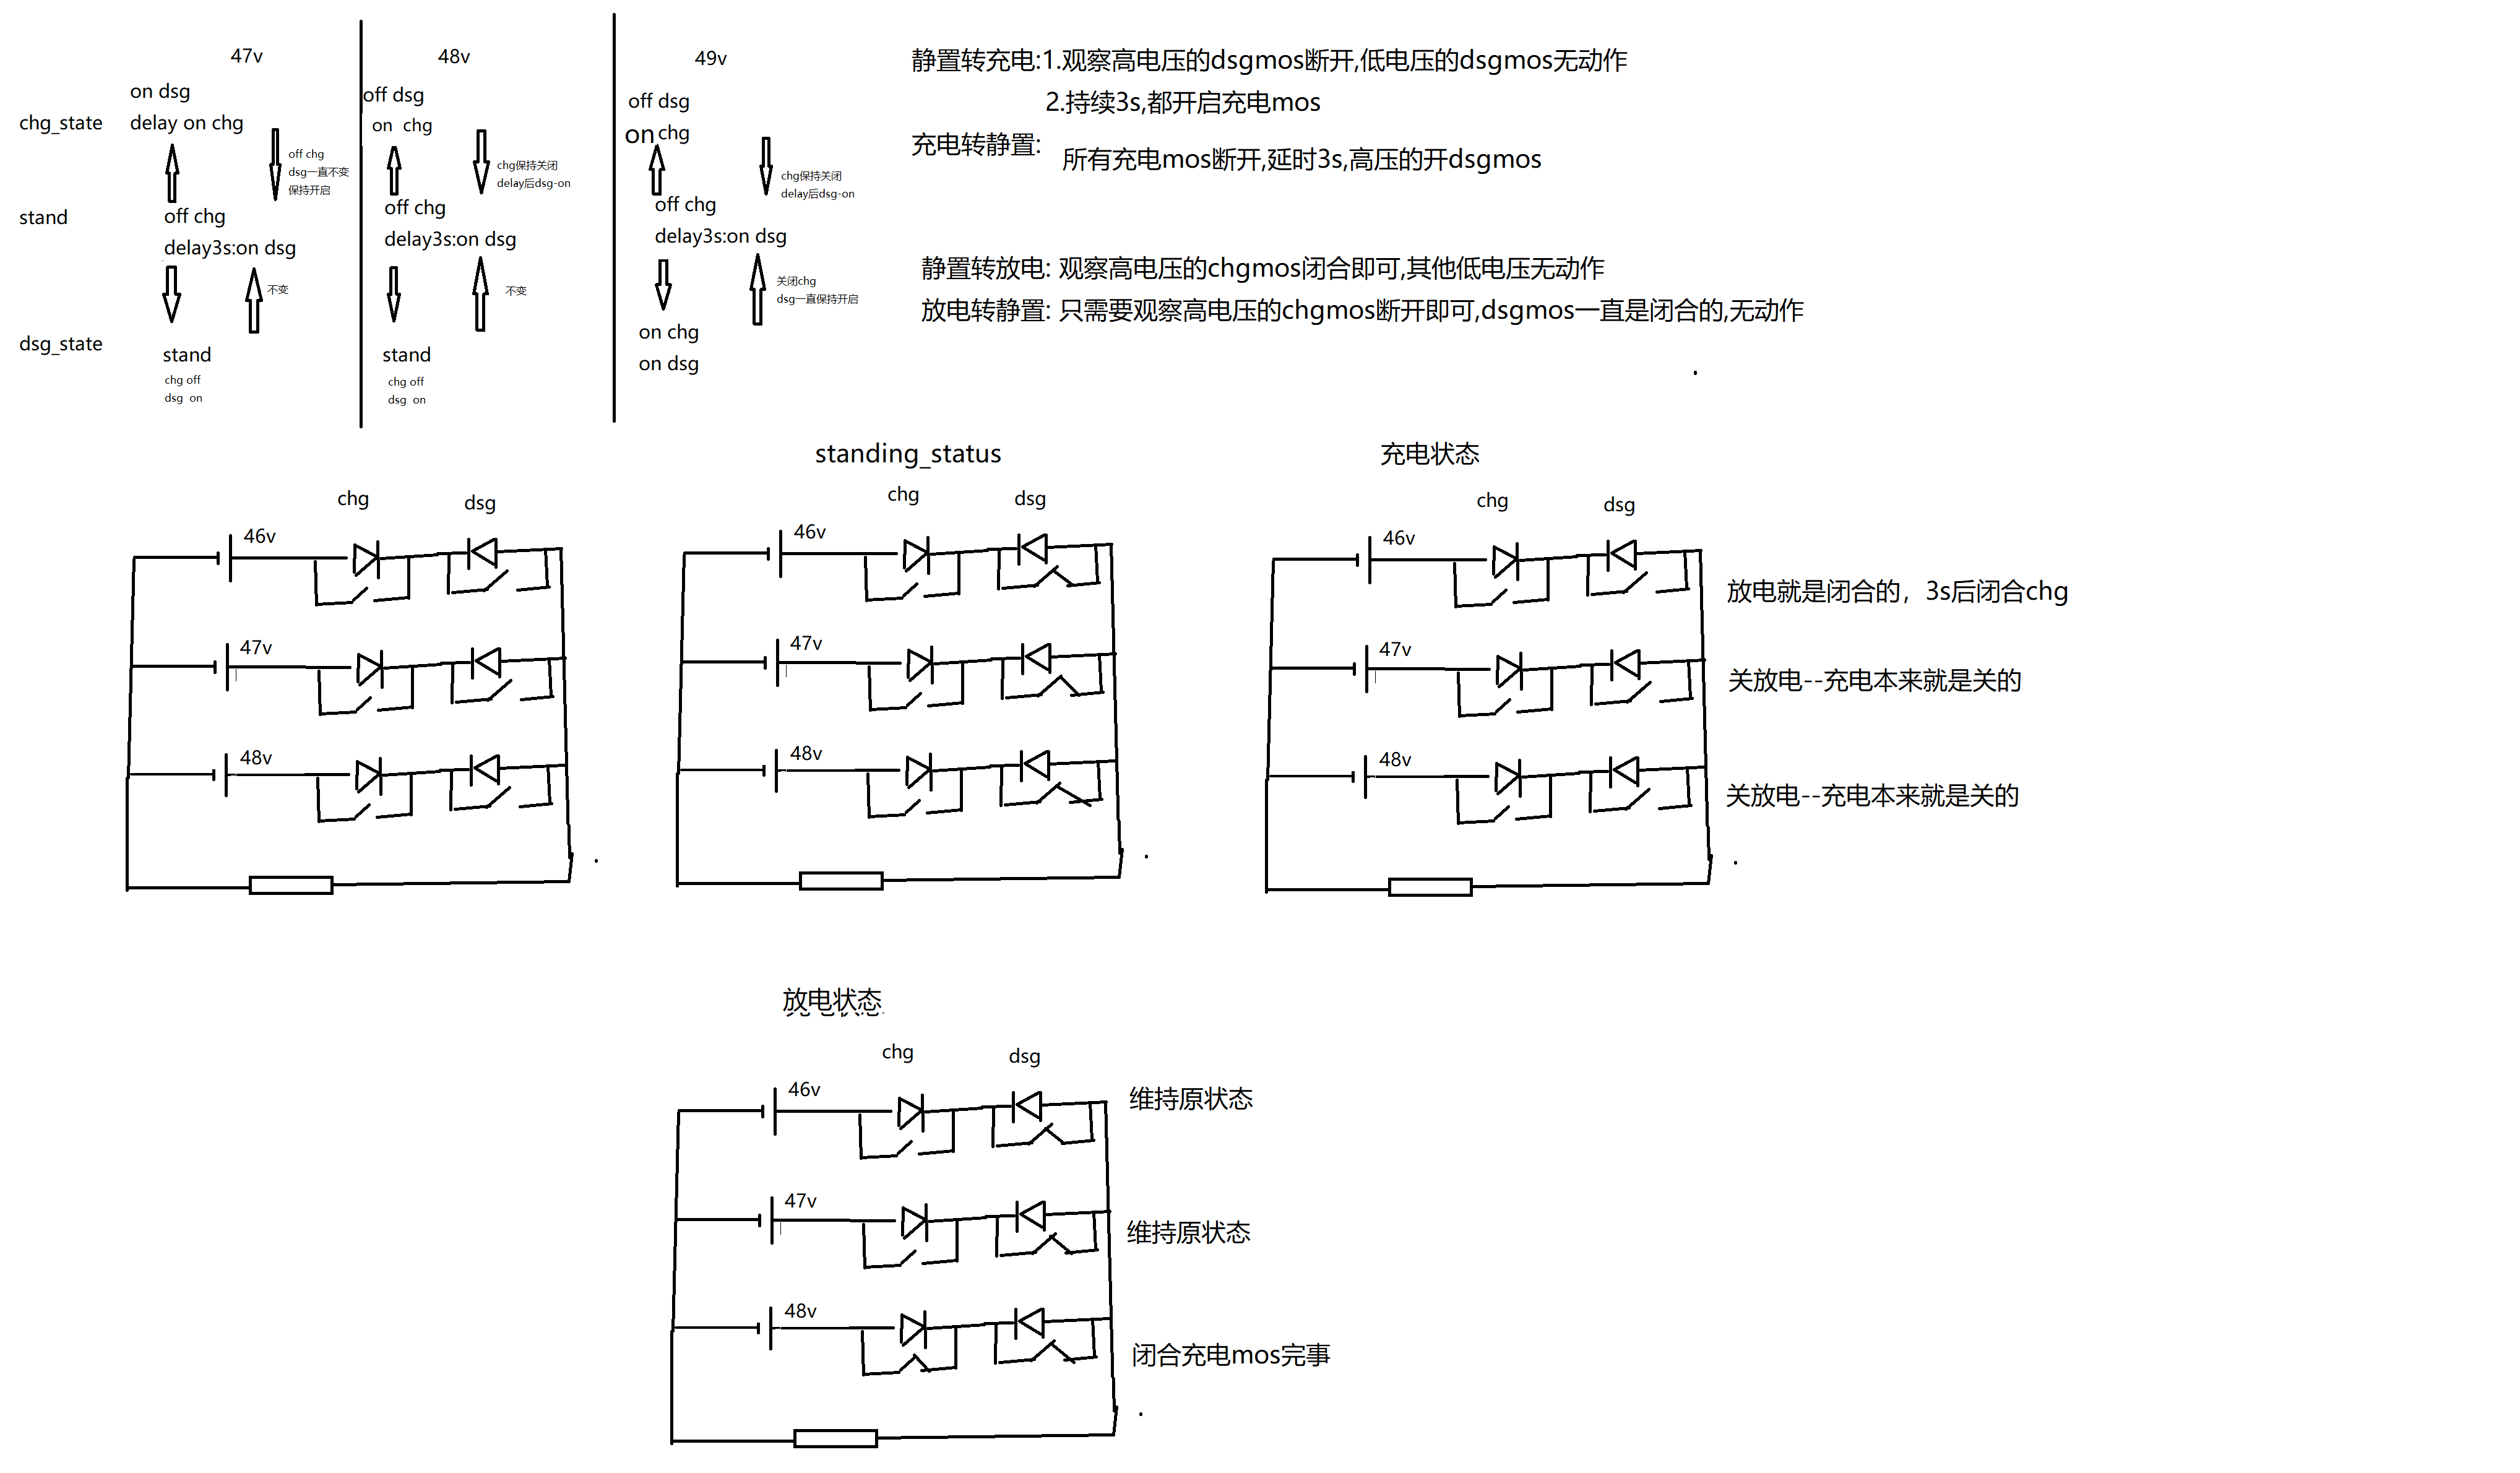 47v
on dsg
chg_state
delay on chg
off chg
dsg一直不变
保持开启
stand
off chg
delay3s:on dsg
不变
dsg_state
stand
chg off
dsg on
48v
off dsg
on chg
chg保持关闭
delay后dsg-on
off chg
delay3s:on dsg
不变
stand
chg off
dsg on
49v
off dsg
on chg
chg保持关闭
delay后dsg-on
off chg
delay3s:on dsg
关闭chg
dsg一直保持开启
on chg
on dsg
静置转充电:1.观察高电压的dsgmos断开,低电压的dsgmos无动作
2.持续3s,都开启充电mos
充电转静置:
所有充电mos断开,延时3s,高压的开dsgmos
静置转放电: 观察高电压的chgmos闭合即可,其他低电压无动作
放电转静置: 只需要观察高电压的chgmos断开即可,dsgmos一直是闭合的,无动作
chg
dsg
46v
47v
48v
standing_status
chg
dsg
46v
47v
48v
充电状态
chg
dsg
46v
放电就是闭合的，3s后闭合chg
47v
关放电--充电本来就是关的
48v
关放电--充电本来就是关的
放电状态
chg
dsg
46v
维持原状态
47v
维持原状态
48v
闭合充电mos完事